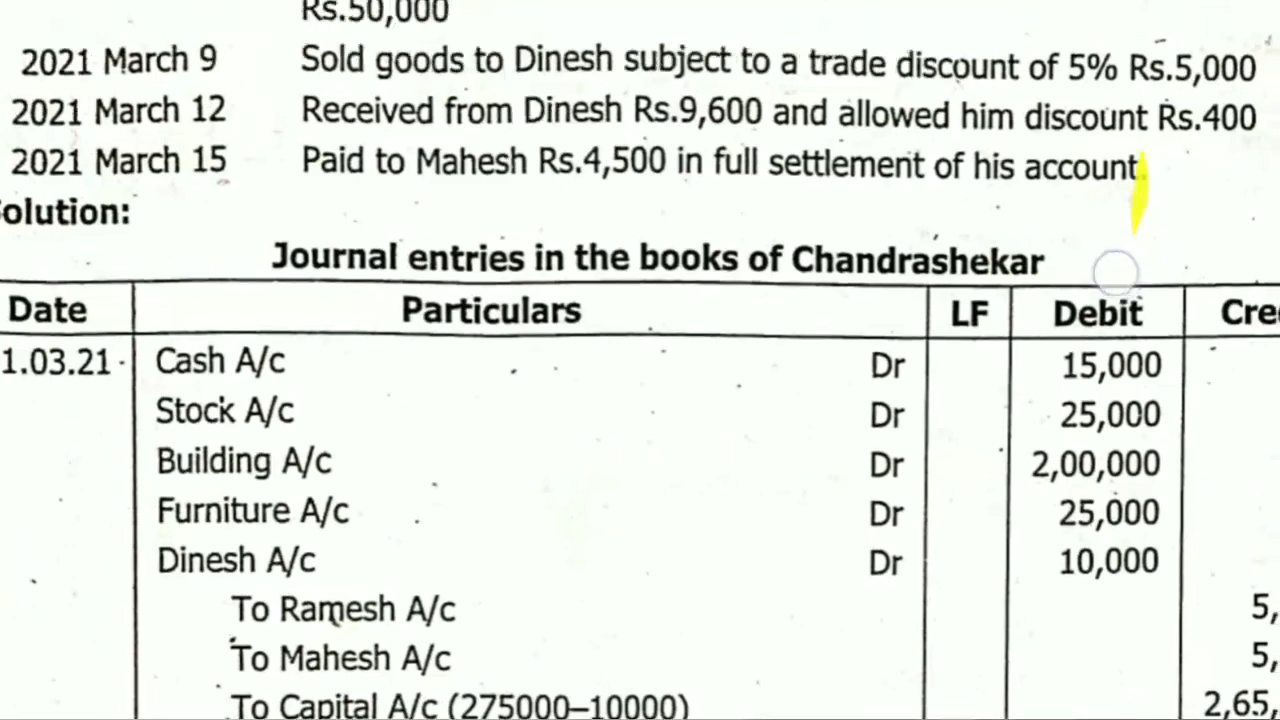 Rs.50,000
2021 March 9 Sold goods to Dinesh subject to a trade discount of 5% Rs.5,000
2021 March 12 Received from Dinesh Rs.9,600 and allowed him discount Rs.400
2021 March 15 Paid to Mahesh Rs.4,500 in full settlement of his account.
olution:
Journal entries in the books of Chandrashekar
Date Particulars LF Debit Cre
1.03.21 Cash A/c Dr 15,000
Stock A/c Dr 25,000
Building A/c Dr 2,00,000
Furniture A/c Dr 25,000
Dinesh A/c Dr 10,000
To Ramesh A/c 5,
To Mahesh A/c 5,
To Capital A/c (275000–10000) 2,65,